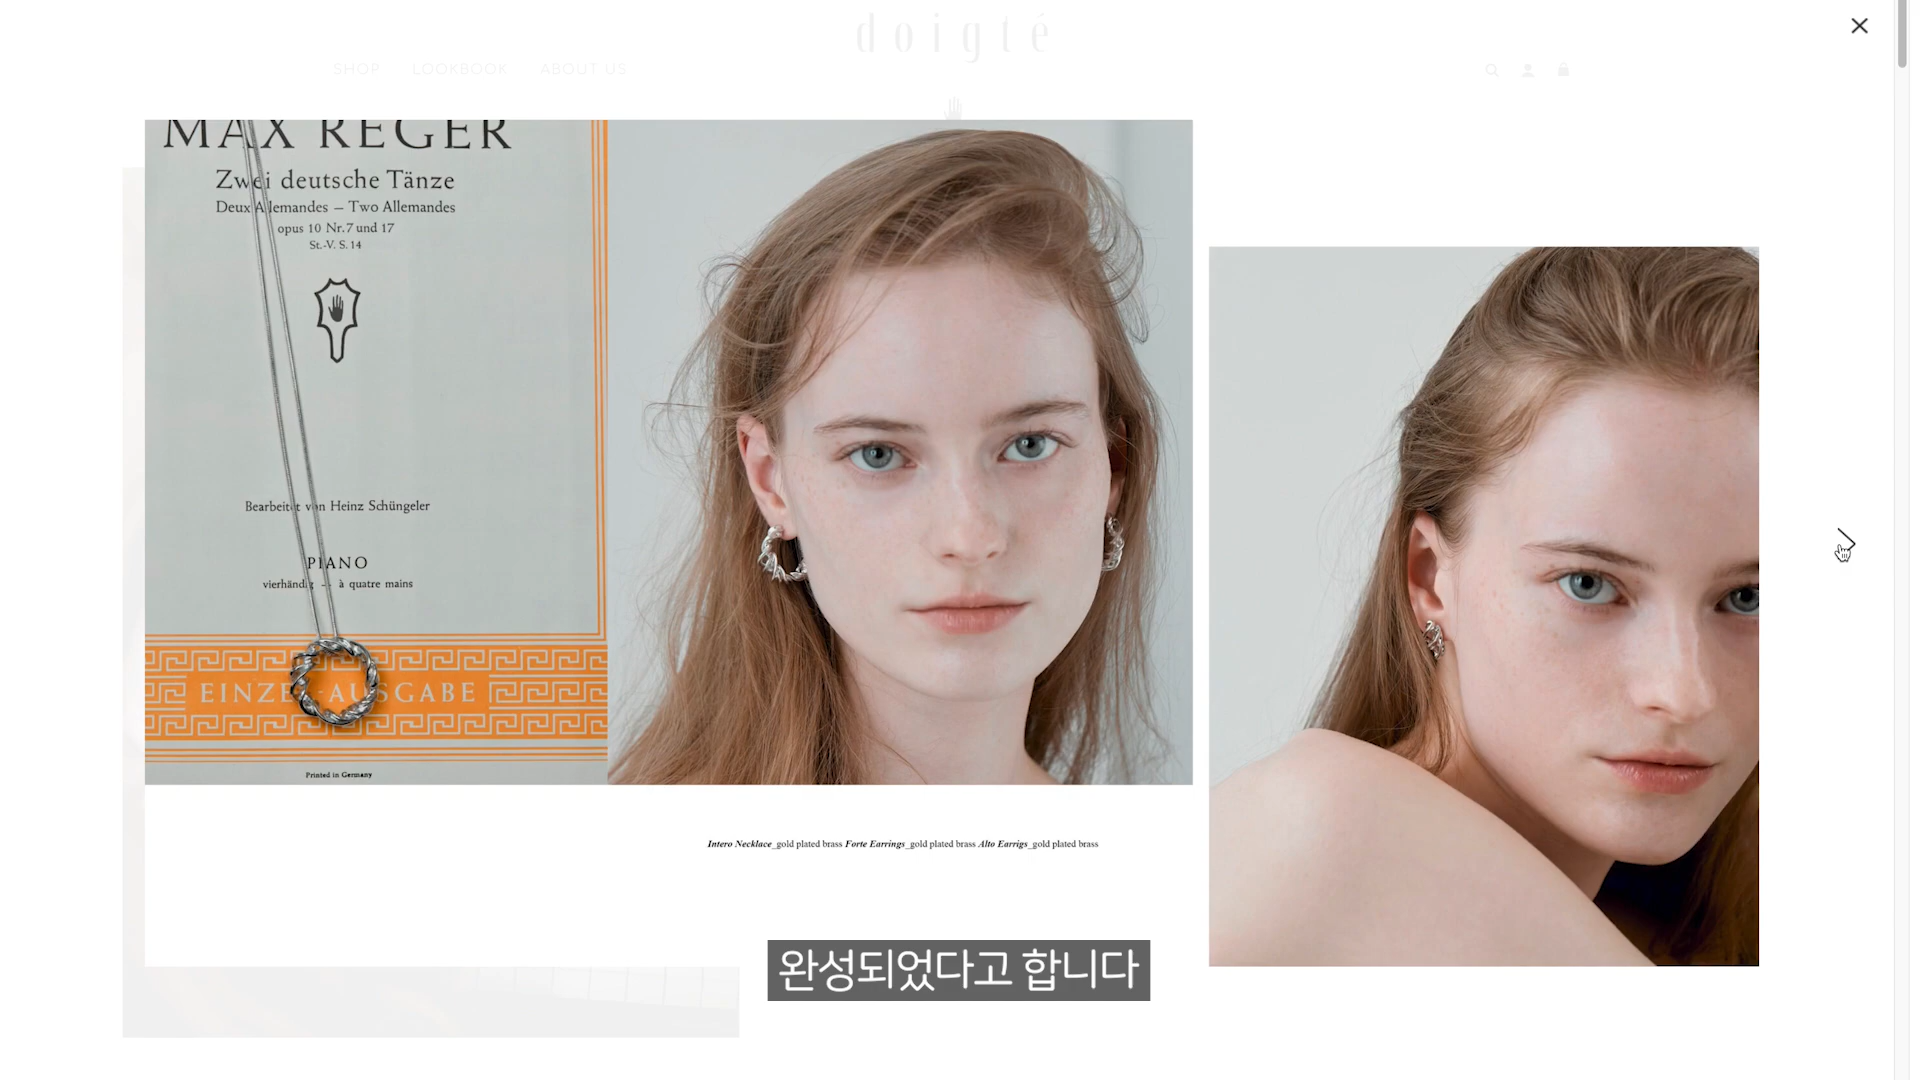 doigté
SHOP LOOKBOOK ABOUT US
MAX REGER
Zwei deutsche Tänze
Deux Allemandes — Two Allemandes
opus 10 Nr. 7 und 17
St.-V. S. 14
Bearbeitet von Heinz Schüngeler
PIANO
vierhändig -- à quatre mains
EINZEL-AUSGABE
Printed in Germany
Intero Necklace_gold plated brass Forte Earrings_gold plated brass Alto Earrigs_gold plated brass
완성되었다고 합니다